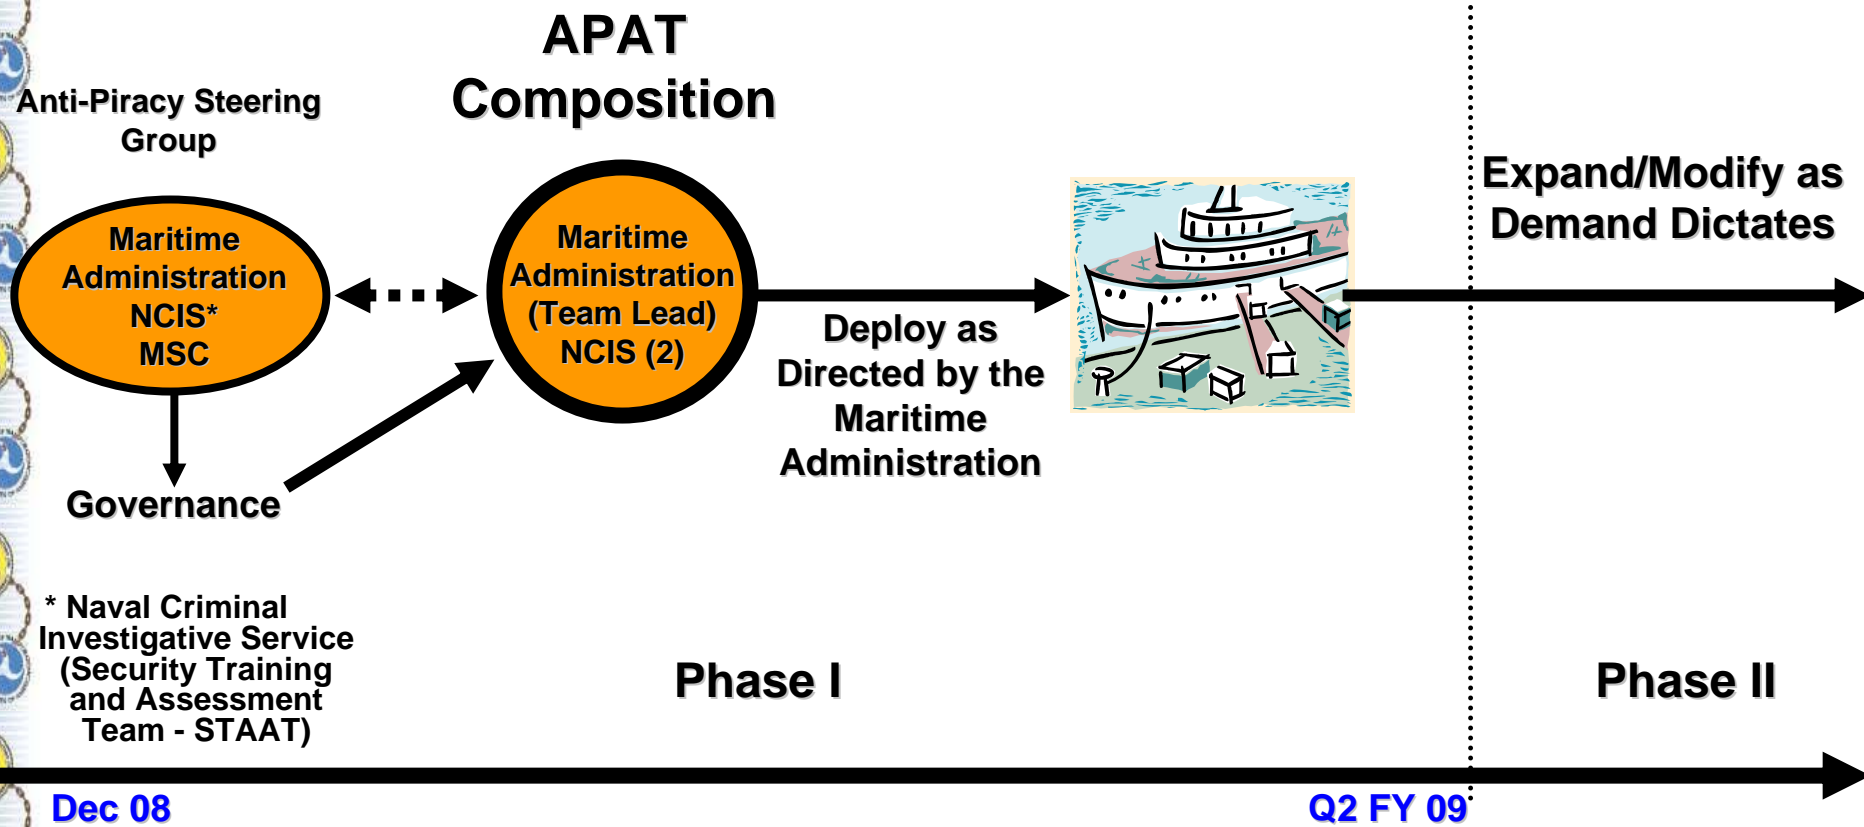 APAT
Composition
Anti-Piracy Steering
Group
Maritime
Administration
NCIS*
MSC
Maritime
Administration
(Team Lead)
NCIS (2)
Deploy as
Directed by the
Maritime
Administration
Expand/Modify as
Demand Dictates
Governance
* Naval Criminal
Investigative Service
(Security Training
and Assessment
Team - STAAT)
Phase I
Phase II
Dec 08
Q2 FY 09